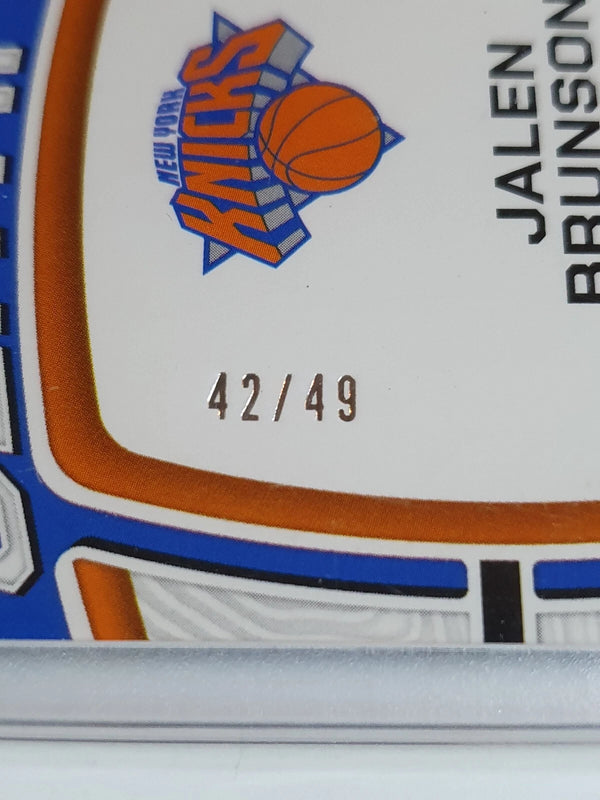 NEW YORK
KNICKS
JALEN
BRUNSON
42/49